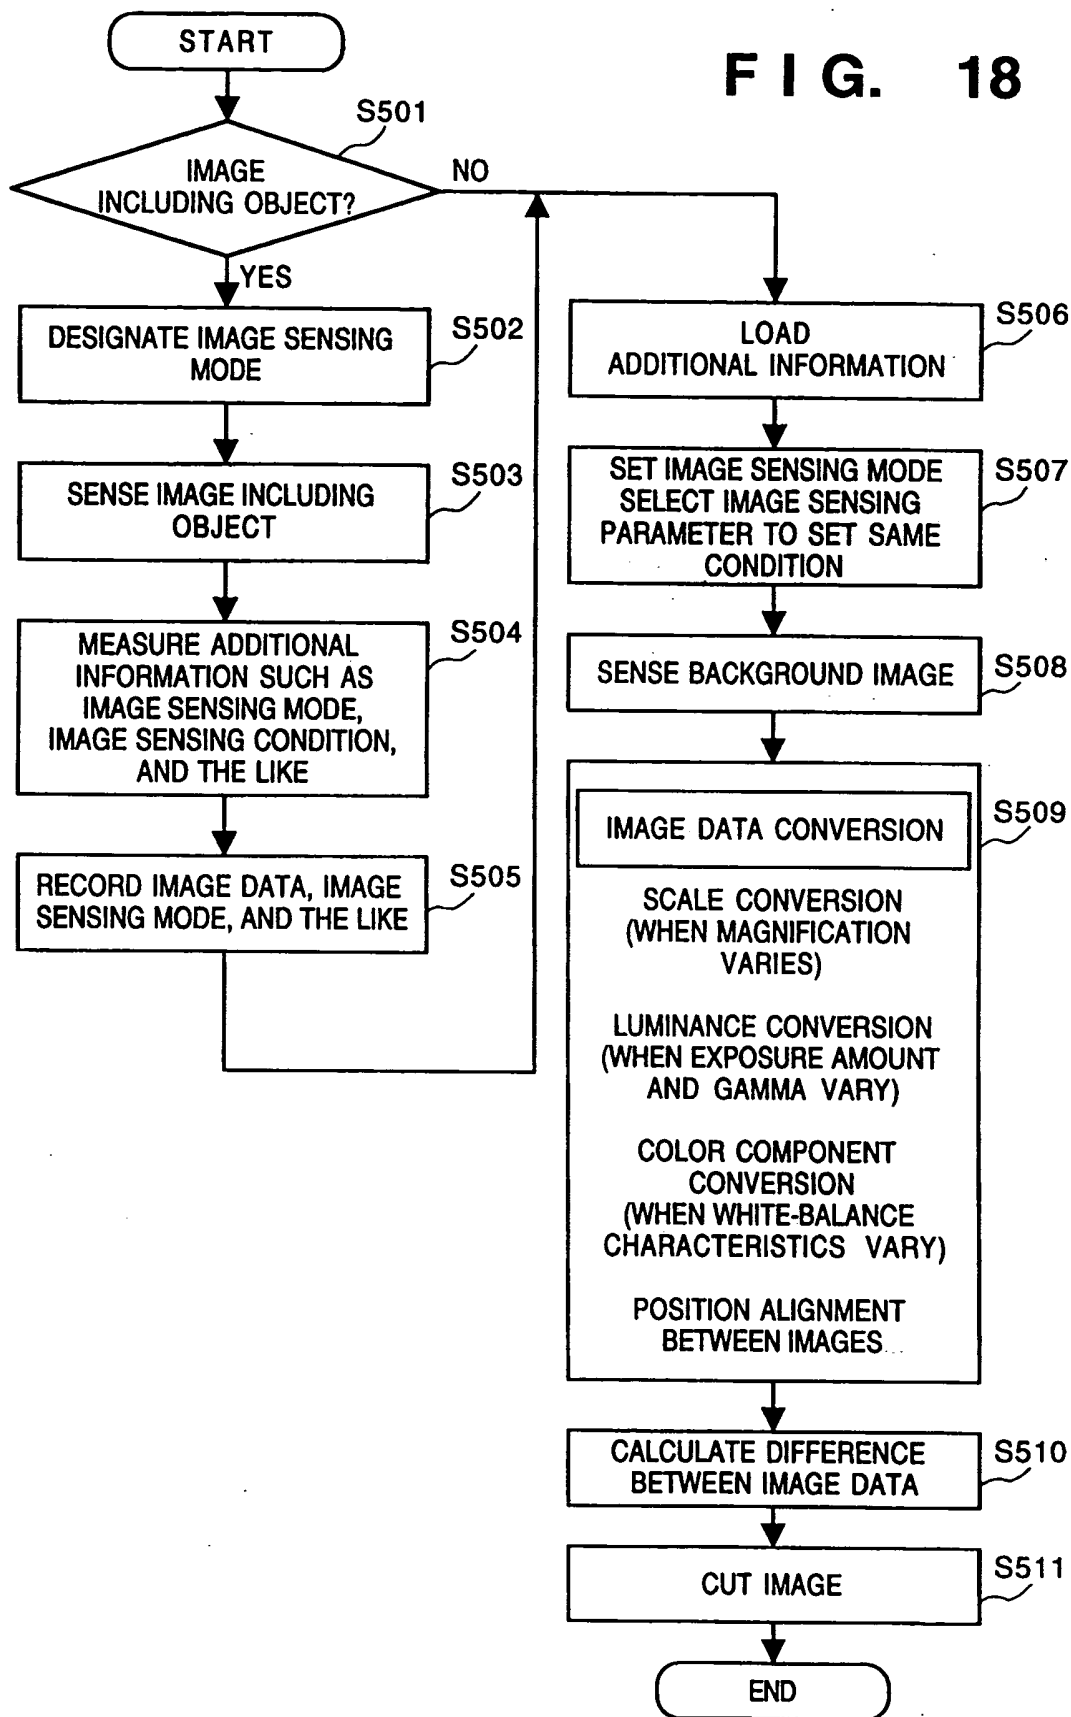 START
FIG. 18
S501
IMAGE
INCLUDING OBJECT?
NO
YES
DESIGNATE IMAGE SENSING
MODE
S502
SENSE IMAGE INCLUDING
OBJECT
S503
MEASURE ADDITIONAL
INFORMATION SUCH AS
IMAGE SENSING MODE,
IMAGE SENSING CONDITION,
AND THE LIKE
S504
RECORD IMAGE DATA, IMAGE
SENSING MODE, AND THE LIKE
S505
LOAD
ADDITIONAL INFORMATION
S506
SET IMAGE SENSING MODE
SELECT IMAGE SENSING
PARAMETER TO SET SAME
CONDITION
S507
SENSE BACKGROUND IMAGE
S508
IMAGE DATA CONVERSION
S509
SCALE CONVERSION
(WHEN MAGNIFICATION
VARIES)
LUMINANCE CONVERSION
(WHEN EXPOSURE AMOUNT
AND GAMMA VARY)
COLOR COMPONENT
CONVERSION
(WHEN WHITE-BALANCE
CHARACTERISTICS VARY)
POSITION ALIGNMENT
BETWEEN IMAGES
CALCULATE DIFFERENCE
BETWEEN IMAGE DATA
S510
CUT IMAGE
S511
END